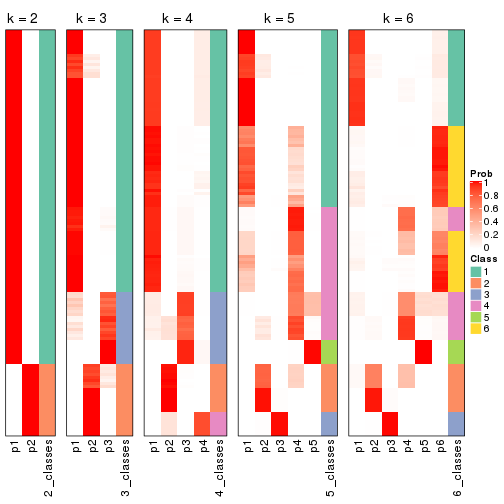 k = 2
k = 3
k = 4
k = 5
k = 6
Prob
1
0.8
0.6
0.4
0.2
0
Class
1
2
3
4
5
6
p1
p2
2_classes
p1
p2
p3
3_classes
p1
p2
p3
p4
4_classes
p1
p2
p3
p4
p5
5_classes
p1
p2
p3
p4
p5
p6
6_classes